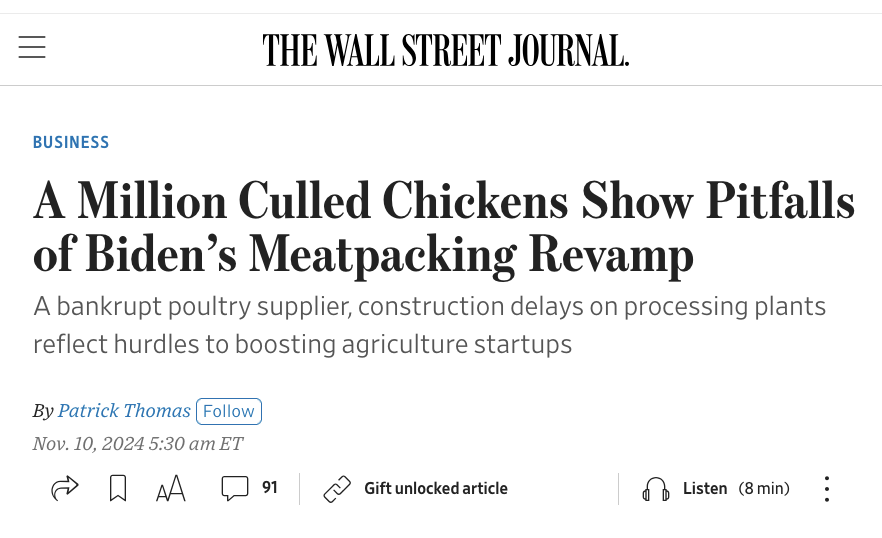 THE WALL STREET JOURNAL.
BUSINESS
A Million Culled Chickens Show Pitfalls
of Biden’s Meatpacking Revamp
A bankrupt poultry supplier, construction delays on processing plants
reflect hurdles to boosting agriculture startups
By Patrick Thomas Follow
Nov. 10, 2024 5:30 am ET
AA 91 Gift unlocked article Listen (8 min)